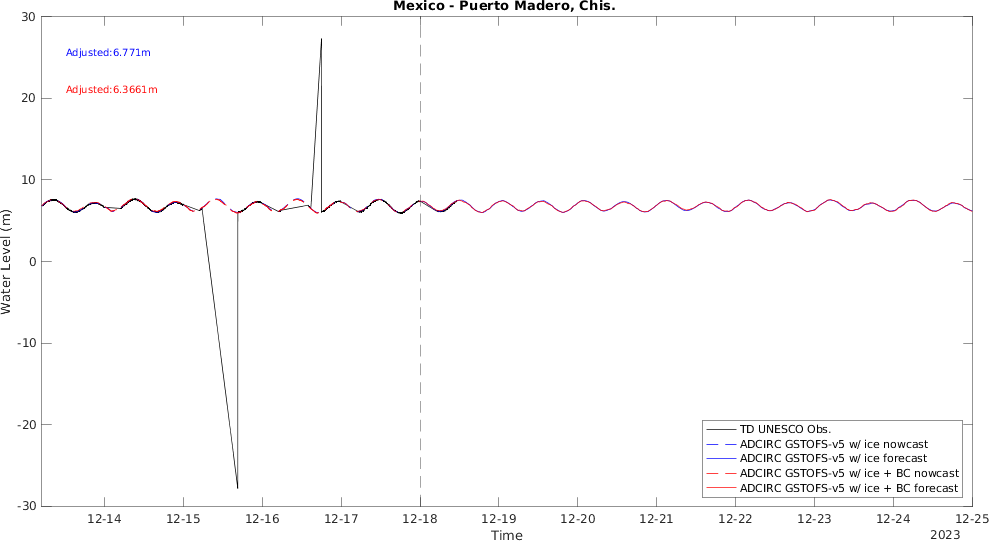 Mexico - Puerto Madero, Chis.
Adjusted:6.771m
Adjusted:6.3661m
Water Level (m)
30
20
10
0
-10
-20
-30
TD UNESCO Obs.
ADCIRC GSTOFS-v5 w/ ice nowcast
ADCIRC GSTOFS-v5 w/ ice forecast
ADCIRC GSTOFS-v5 w/ ice + BC nowcast
ADCIRC GSTOFS-v5 w/ ice + BC forecast
12-14 12-15 12-16 12-17 12-18 12-19 12-20 12-21 12-22 12-23 12-24 12-25
Time
2023